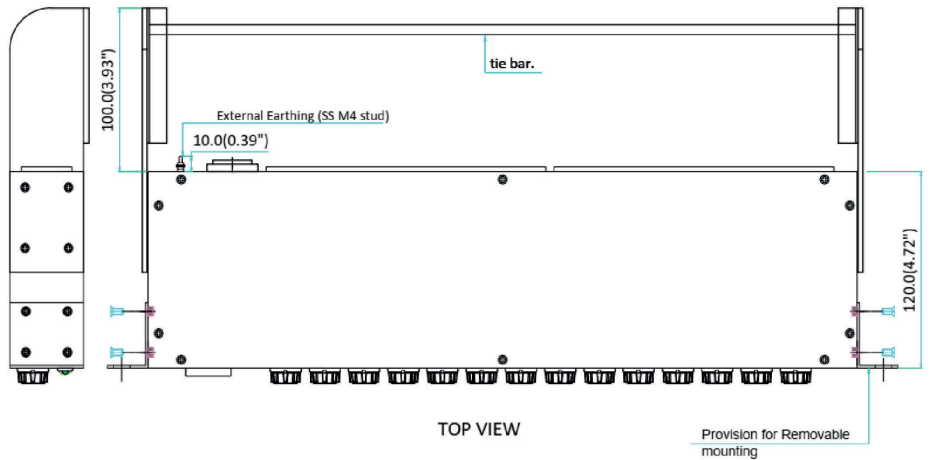 tie bar.
100.0(3.93")
External Earthing (SS M4 stud)
10.0(0.39")
120.0(4.72")
TOP VIEW
Provision for Removable
mounting